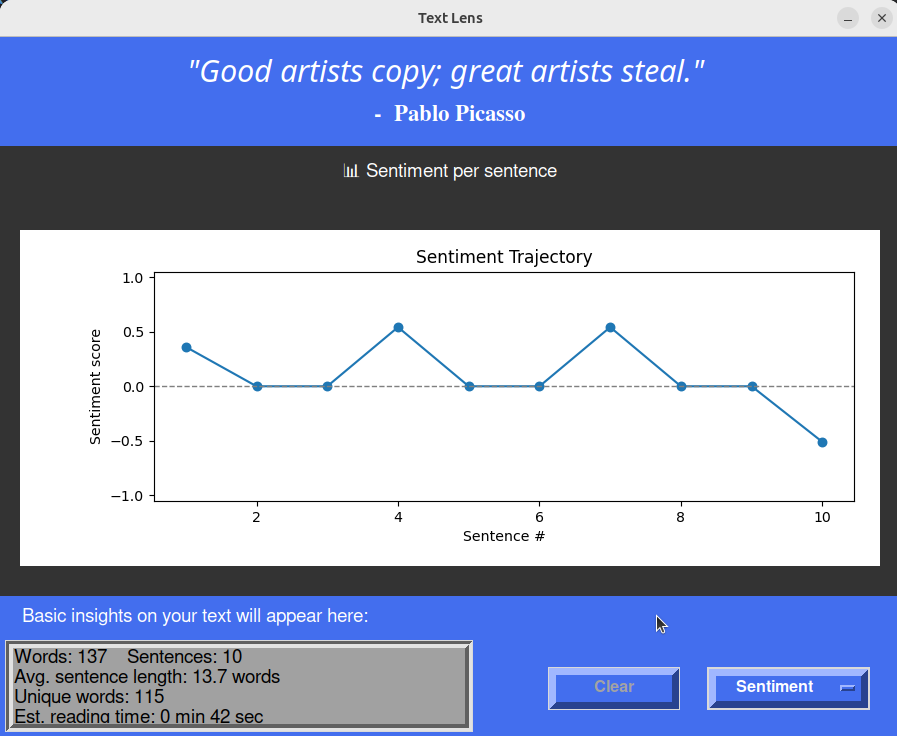 Text Lens
"Good artists copy; great artists steal."
- Pablo Picasso
📊 Sentiment per sentence
Sentiment Trajectory
1.0
0.5
0.0
−0.5
−1.0
Sentiment score
2 4 6 8 10
Sentence #
Basic insights on your text will appear here:
Words: 137 Sentences: 10
Avg. sentence length: 13.7 words
Unique words: 115
Est. reading time: 0 min 42 sec
Clear
Sentiment